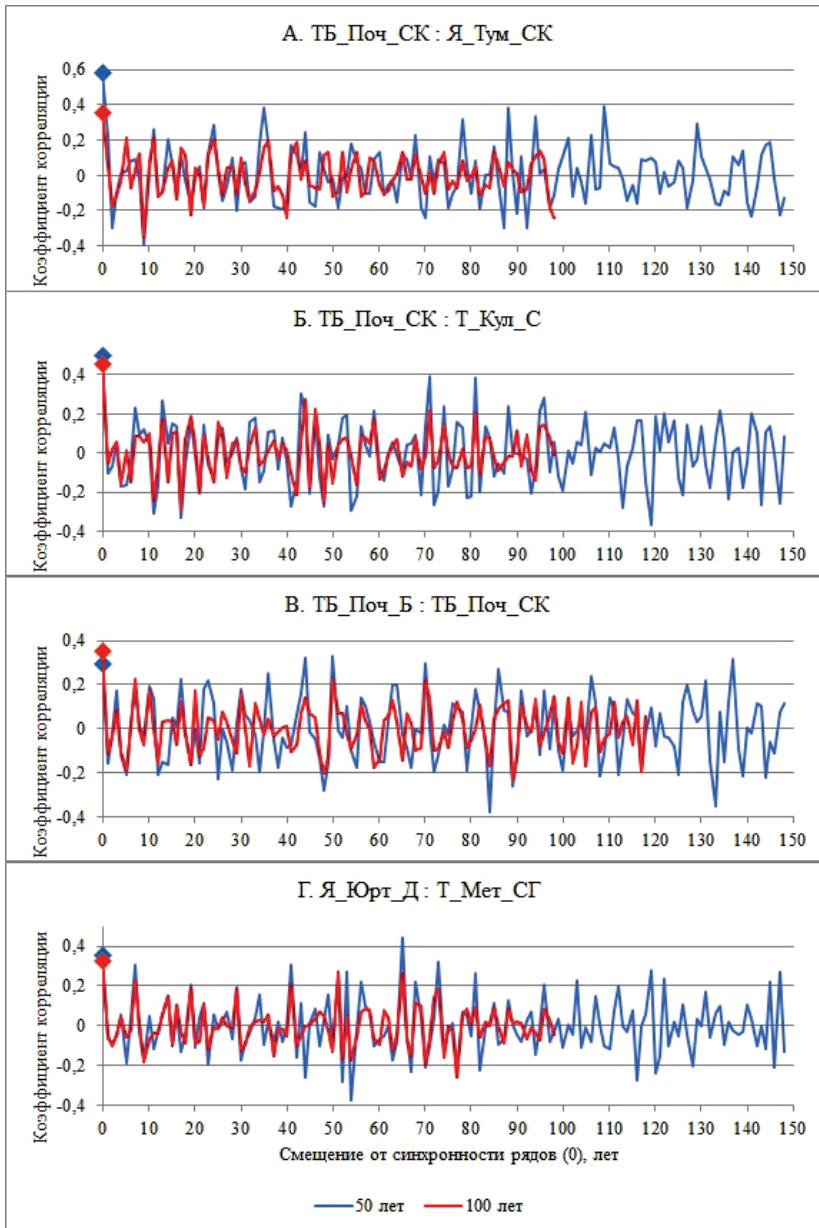 А. ТБ_Поч_СК : Я_Тум_СК
Коэффициент корреляции
0,6
0,4
0,2
0
-0,2
-0,4
0 10 20 30 40 50 60 70 80 90 100 110 120 130 140 150
Б. ТБ_Поч_СК : Т_Кул_С
Коэффициент корреляции
0,4
0,2
0
-0,2
-0,4
0 10 20 30 40 50 60 70 80 90 100 110 120 130 140 150
В. ТБ_Поч_Б : ТБ_Поч_СК
Коэффициент корреляции
0,4
0,2
0
-0,2
-0,4
0 10 20 30 40 50 60 70 80 90 100 110 120 130 140 150
Г. Я_Юрт_Д : Т_Мет_СГ
Коэффициент корреляции
0,4
0,2
0
-0,2
-0,4
0 10 20 30 40 50 60 70 80 90 100 110 120 130 140 150
Смещение от синхронности рядов (0), лет
50 лет 100 лет